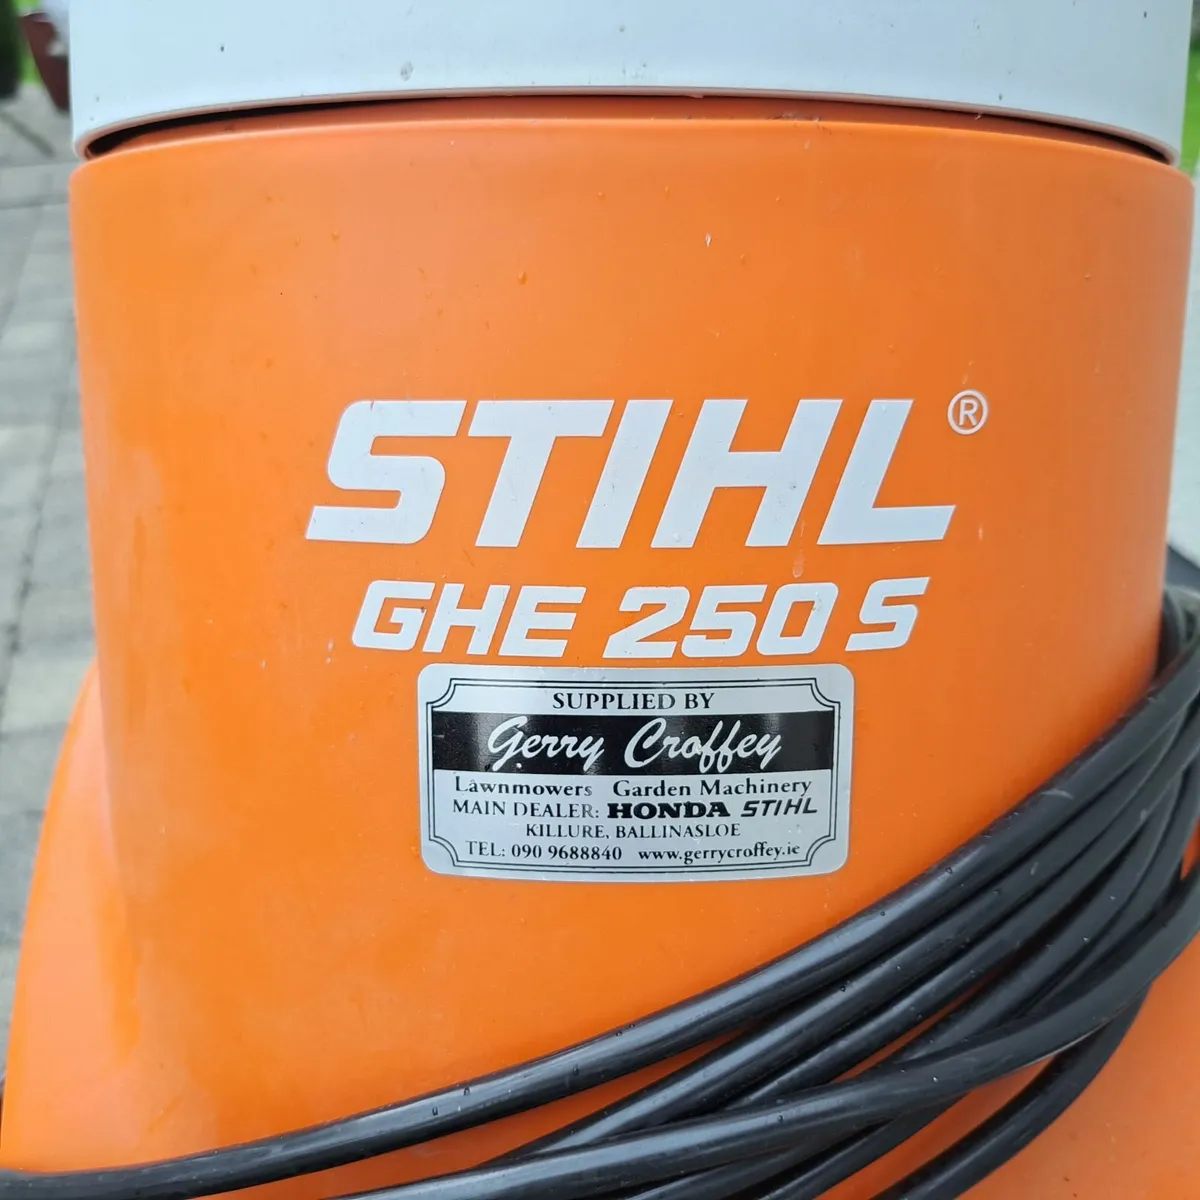 STIHL®
GHE 250 S
SUPPLIED BY
Gerry Croffey
Lawnmowers Garden Machinery
MAIN DEALER: HONDA STIHL
KILLURE, BALLINASLOE
TEL: 090 9688840 www.gerrycroffey.ie